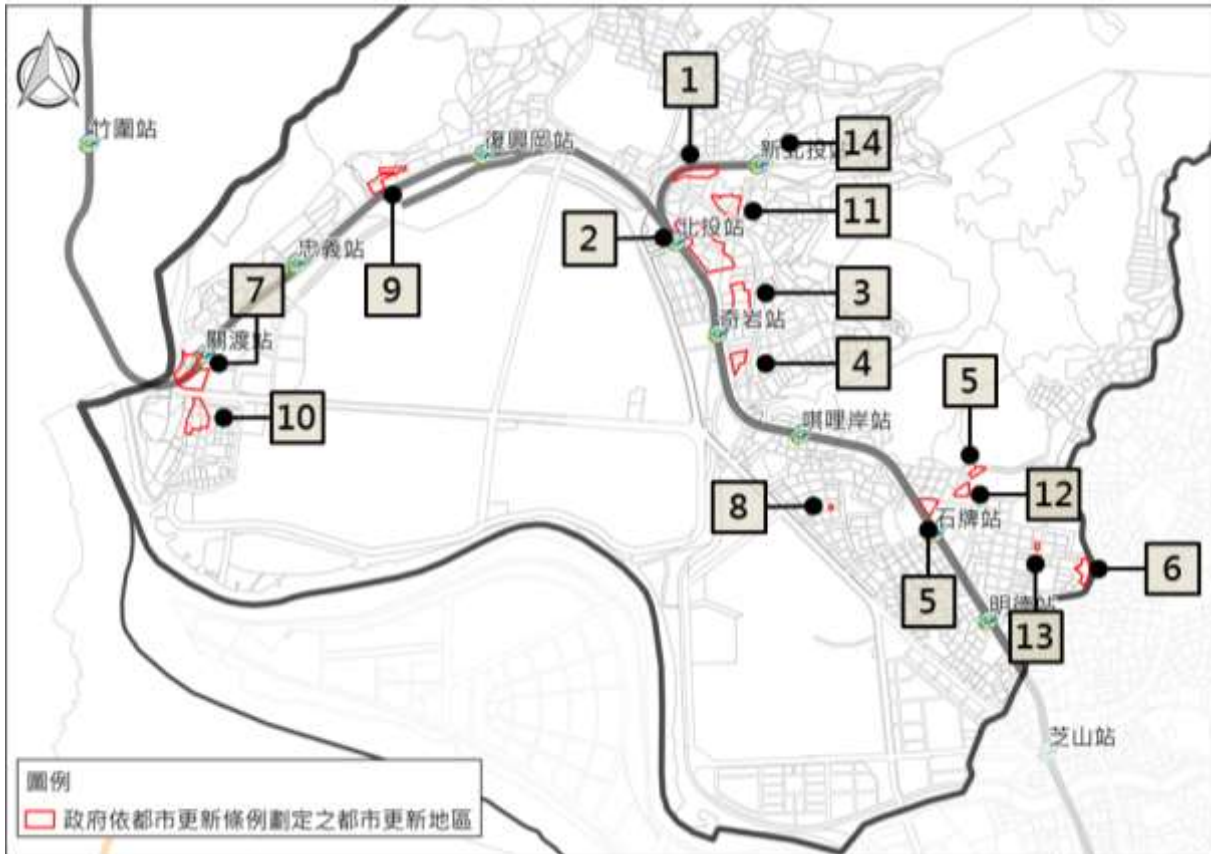 1
14
竹圍站
復興岡站
新北投站
11
2
北投站
忠義站
7
9
3
奇岩站
關渡站
4
10
5
唭哩岸站
12
8
石牌站
5
6
明德站
13
芝山站
圖例
政府依都市更新條例劃定之都市更新地區